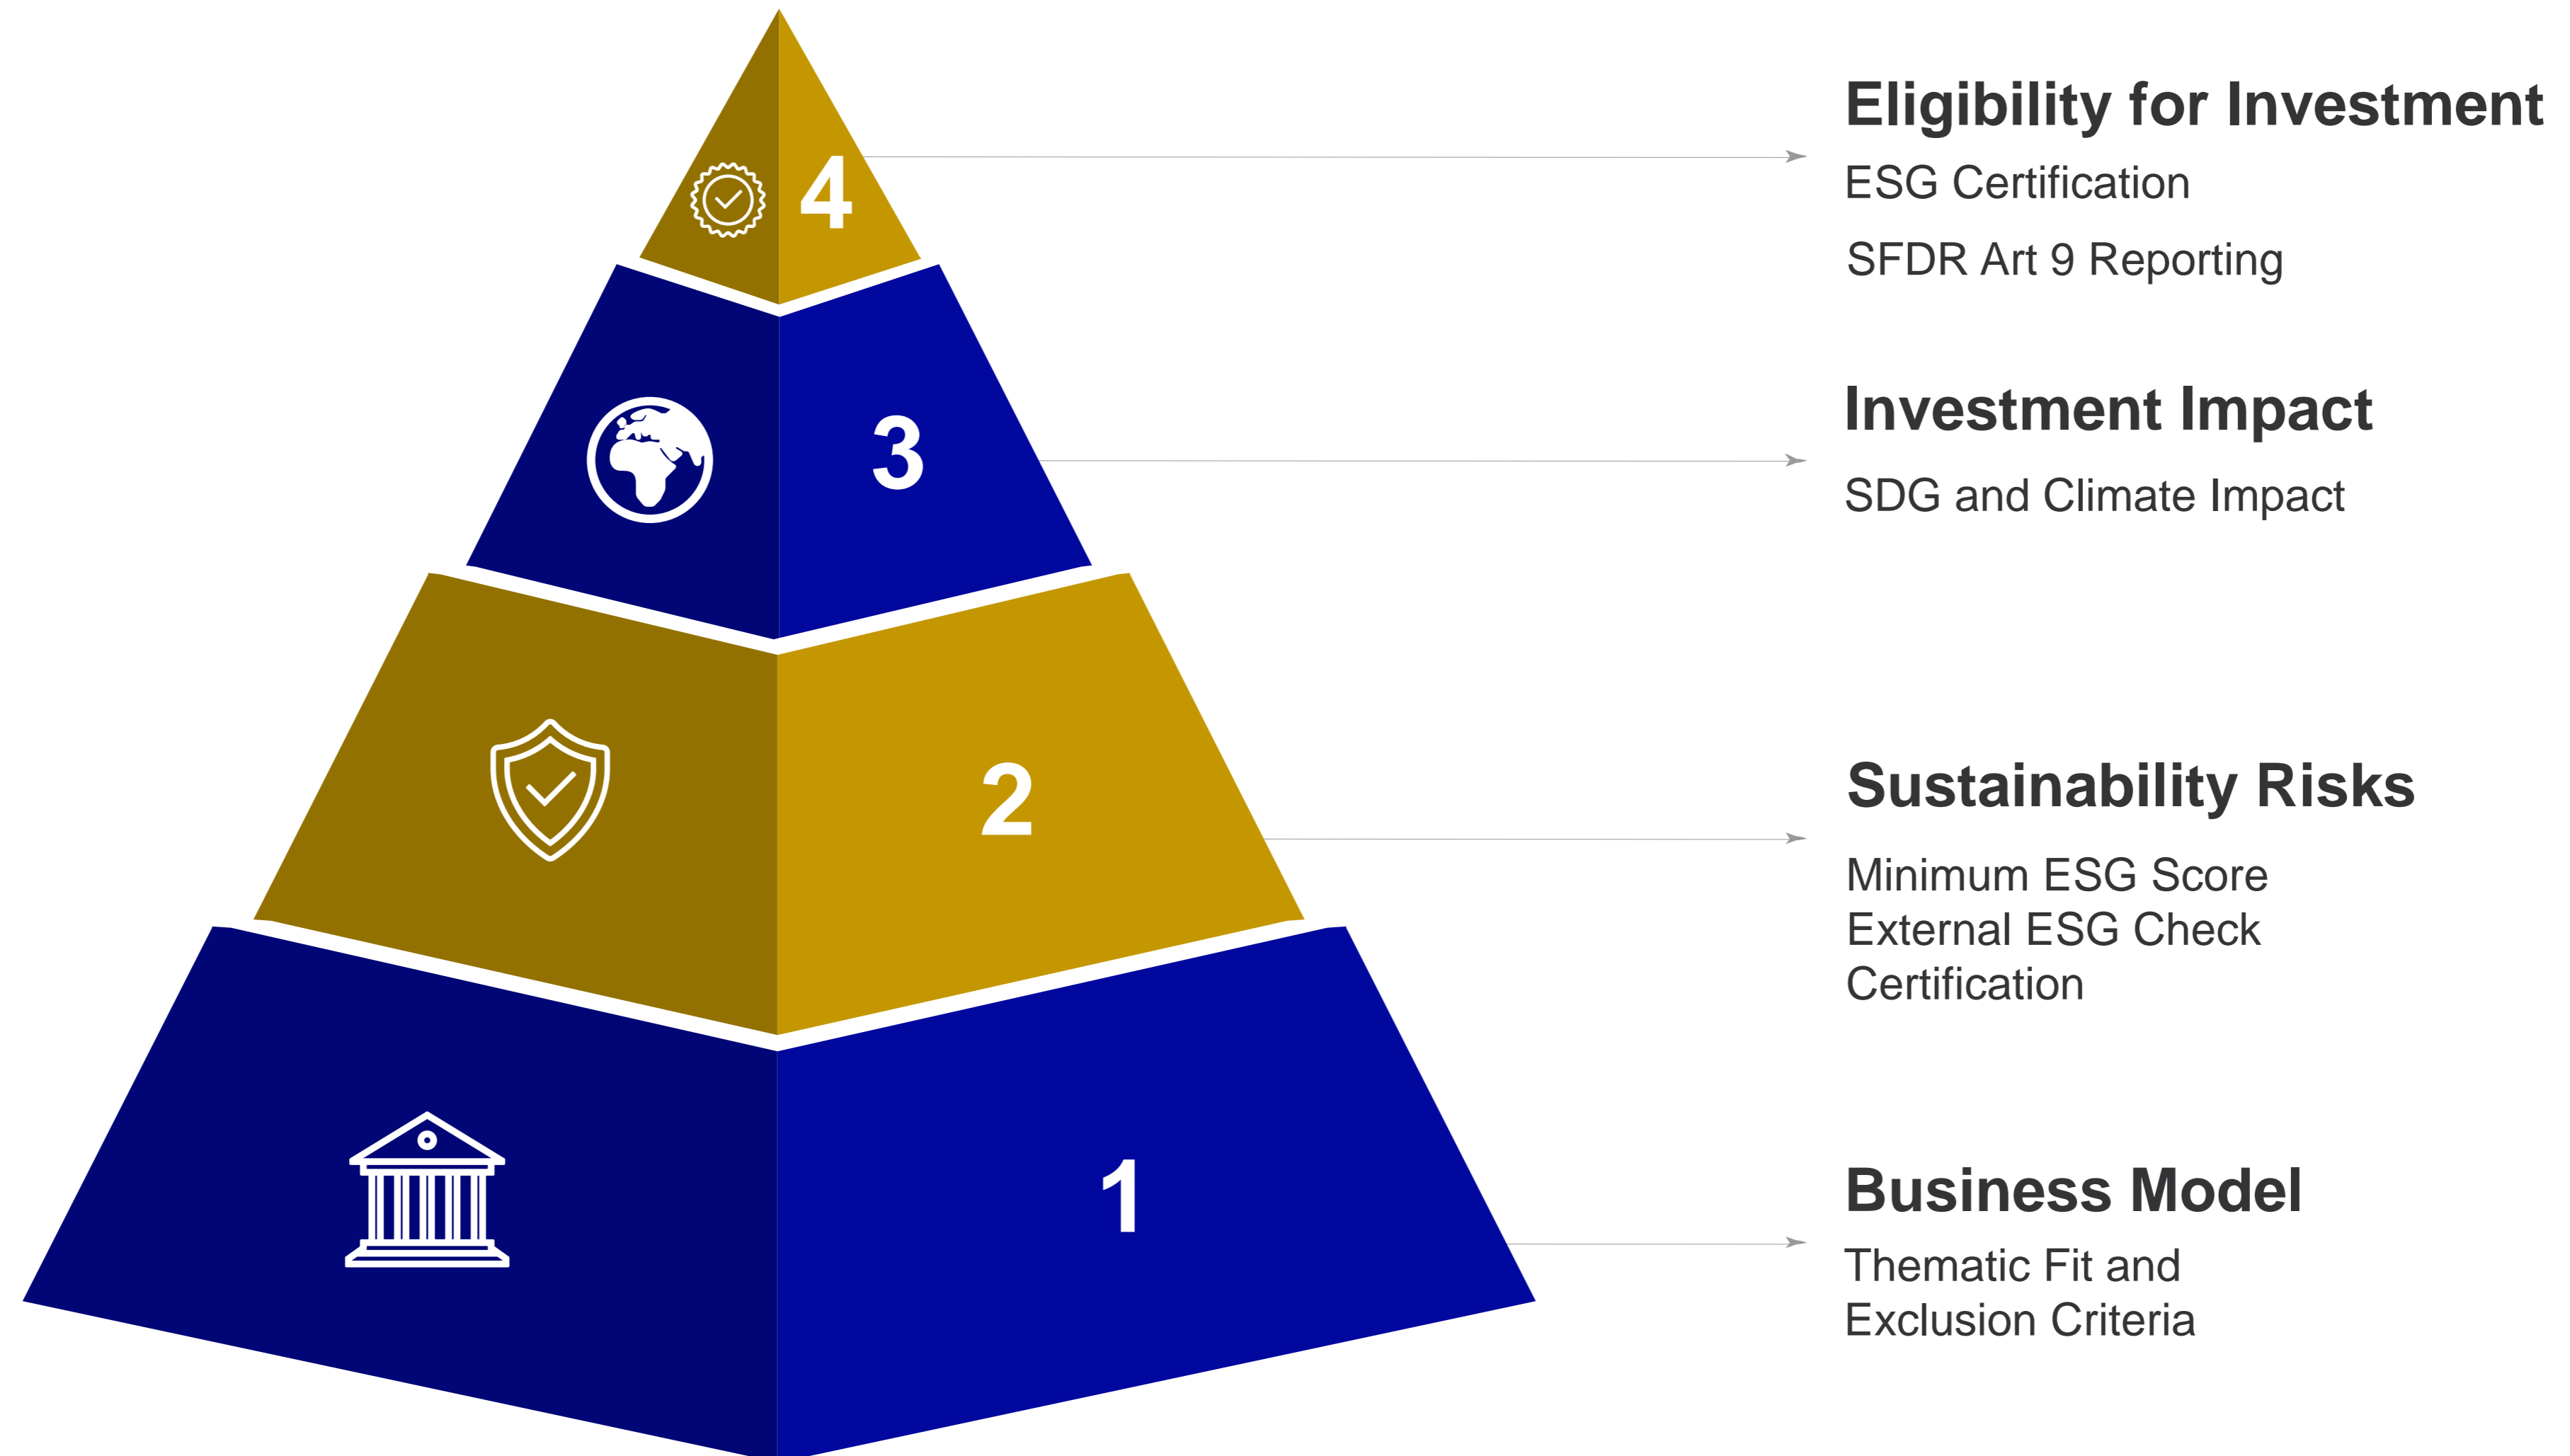 4
Eligibility for Investment
ESG Certification
SFDR Art 9 Reporting
3
Investment Impact
SDG and Climate Impact
2
Sustainability Risks
Minimum ESG Score
External ESG Check
Certification
1
Business Model
Thematic Fit and
Exclusion Criteria